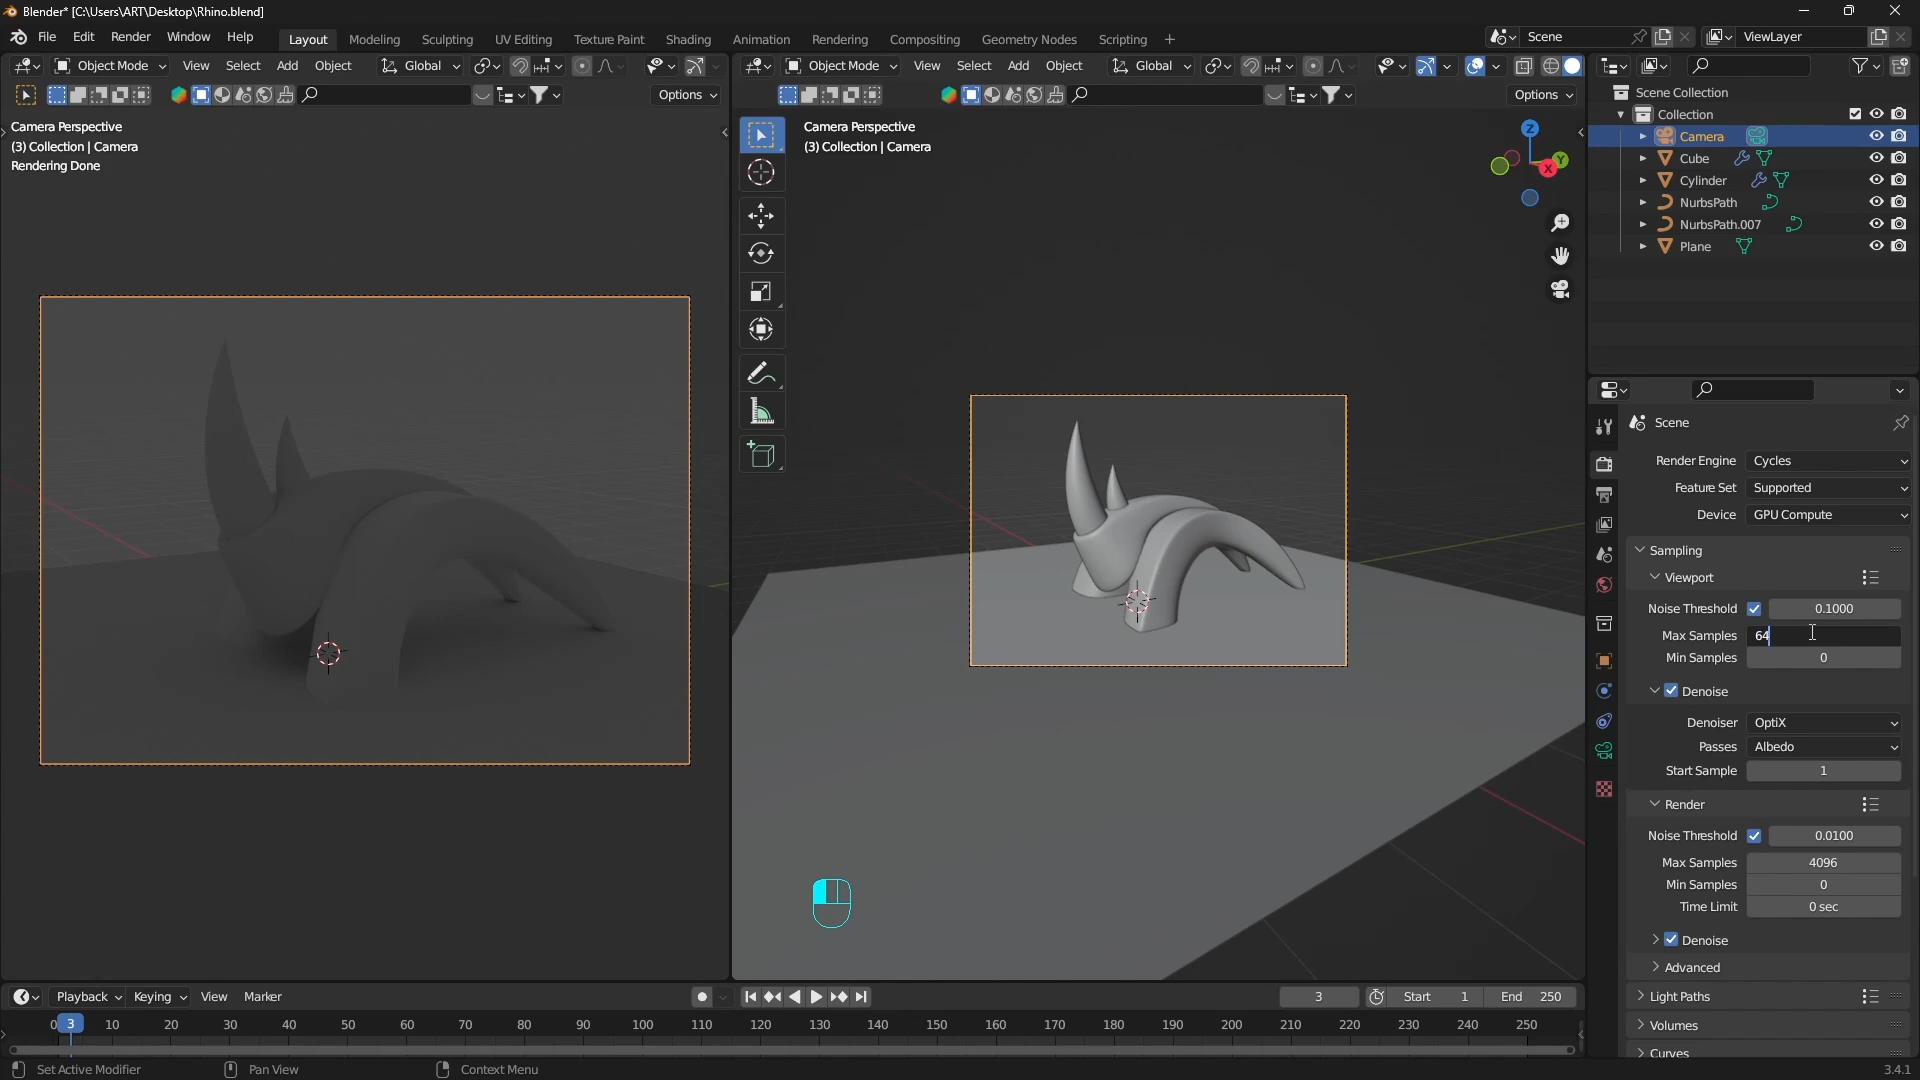 Blender* [C:\Users\ART\Desktop\Rhino.blend]
File Edit Render Window Help Layout Modeling Sculpting UV Editing Texture Paint Shading Animation Rendering Compositing Geometry Nodes Scripting + Scene ViewLayer
Object Mode View Select Add Object Global
Object Mode View Select Add Object Global
Options
Options
Camera Perspective
(3) Collection | Camera
Rendering Done
Camera Perspective
(3) Collection | Camera
Z
Y
X
Scene Collection
Collection
Camera
Cube
Cylinder
NurbsPath
NurbsPath.007
Plane
Scene
Render Engine Cycles
Feature Set Supported
Device GPU Compute
Sampling
Viewport
Noise Threshold 0.1000
Max Samples 64
Min Samples 0
Denoise
Denoiser OptiX
Passes Albedo
Start Sample 1
Render
Noise Threshold 0.0100
Max Samples 4096
Min Samples 0
Time Limit 0 sec
Denoise
Advanced
Light Paths
Volumes
Curves
Playback Keying View Marker 3 Start 1 End 250
0 3 10 20 30 40 50 60 70 80 90 100 110 120 130 140 150 160 170 180 190 200 210 220 230 240 250
Set Active Modifier Pan View Context Menu 3.4.1